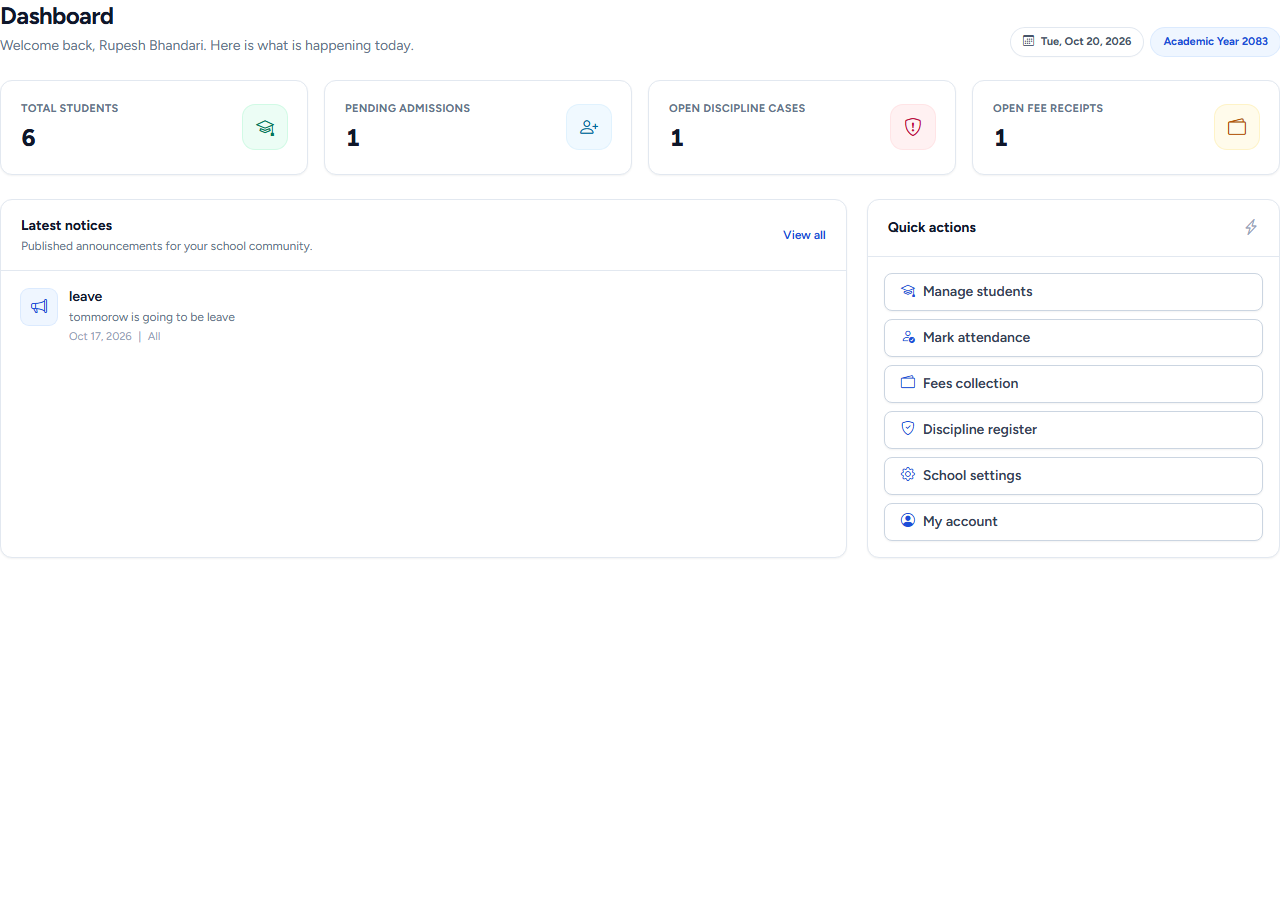 Dashboard
Welcome back, Rupesh Bhandari. Here is what is happening today.
Tue, Oct 20, 2026
Academic Year 2083
TOTAL STUDENTS
6
PENDING ADMISSIONS
1
OPEN DISCIPLINE CASES
1
OPEN FEE RECEIPTS
1
Latest notices
Published announcements for your school community.
View all
leave
tommorow is going to be leave
Oct 17, 2026 | All
Quick actions
Manage students
Mark attendance
Fees collection
Discipline register
School settings
My account